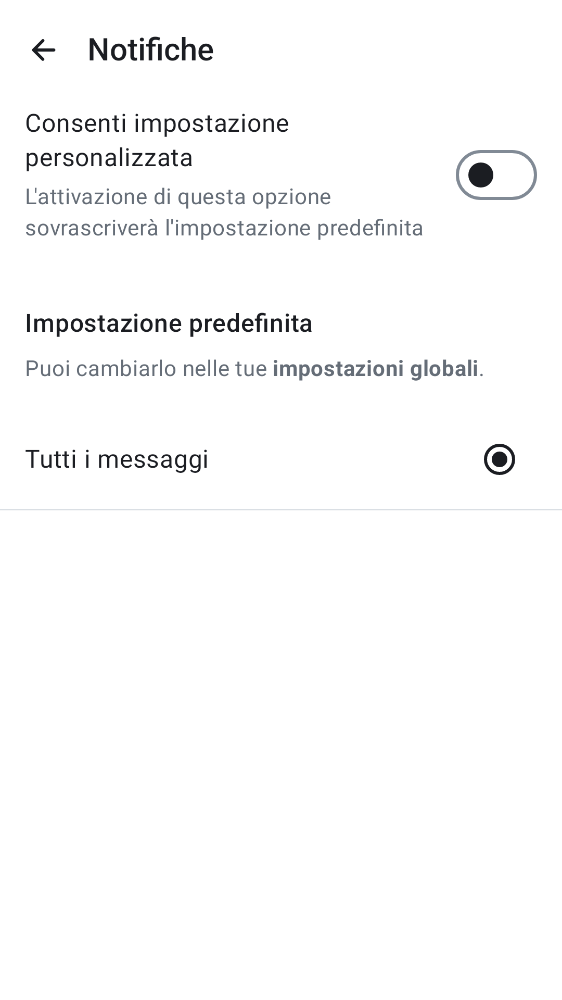 Notifiche
Consenti impostazione
personalizzata
L'attivazione di questa opzione
sovrascriverà l'impostazione predefinita
Impostazione predefinita
Puoi cambiarlo nelle tue impostazioni globali.
Tutti i messaggi